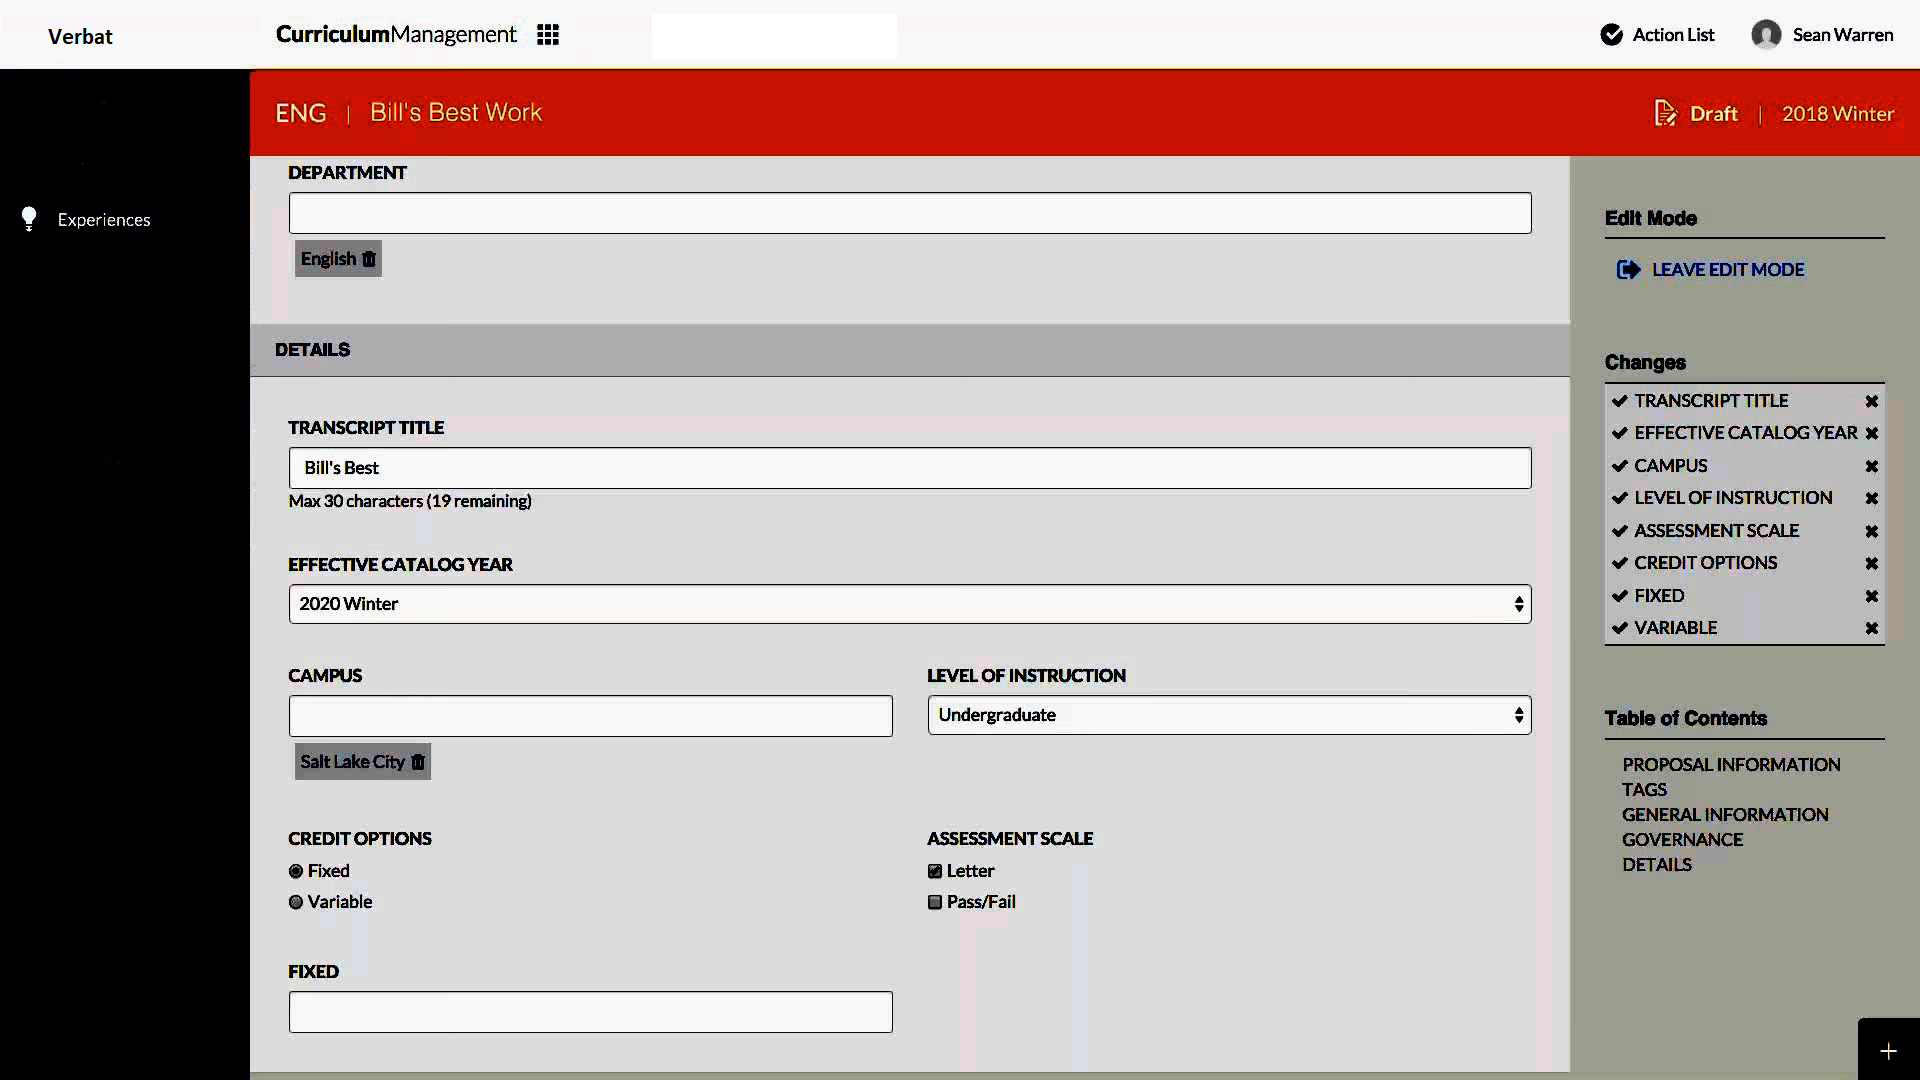 Verbat
CurriculumManagement
Action List
Sean Warren
ENG | Bill's Best Work
Draft | 2018 Winter
Experiences
DEPARTMENT
English
DETAILS
TRANSCRIPT TITLE
Bill's Best
Max 30 characters (19 remaining)
EFFECTIVE CATALOG YEAR
2020 Winter
CAMPUS
Salt Lake City
LEVEL OF INSTRUCTION
Undergraduate
CREDIT OPTIONS
Fixed
Variable
ASSESSMENT SCALE
Letter
Pass/Fail
FIXED
Edit Mode
LEAVE EDIT MODE
Changes
TRANSCRIPT TITLE
EFFECTIVE CATALOG YEAR
CAMPUS
LEVEL OF INSTRUCTION
ASSESSMENT SCALE
CREDIT OPTIONS
FIXED
VARIABLE
Table of Contents
PROPOSAL INFORMATION
TAGS
GENERAL INFORMATION
GOVERNANCE
DETAILS